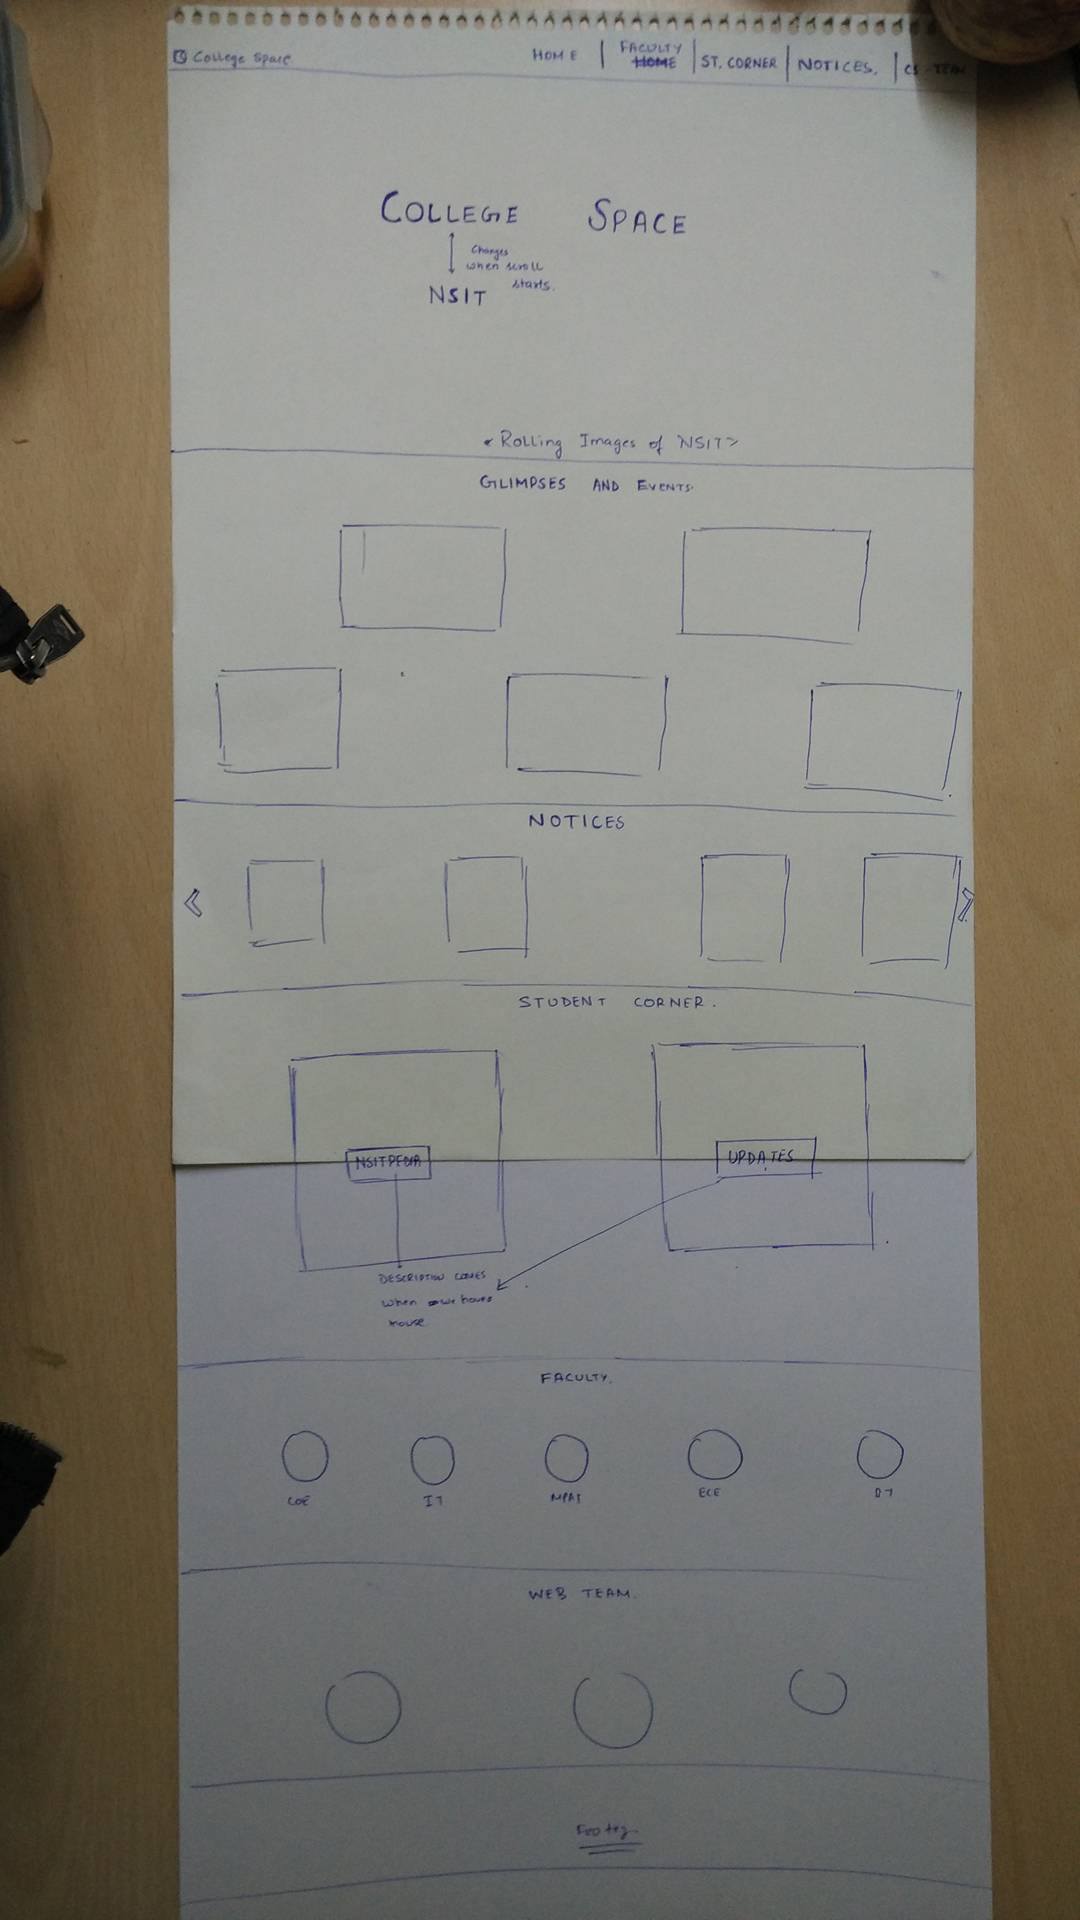 College Space
HOME
FACULTY
HOME
ST. CORNER
NOTICES.
CS-TEAM
COLLEGE SPACE
Changes
when scroll
starts.
NSIT
< Rolling Images of NSIT>
GLIMPSES AND EVENTS
NOTICES
STUDENT CORNER.
NSITPEDIA
UPDATES
DESCRIPTION COMES
when we hover
mouse
FACULTY.
COE
IT
MPAE
ECE
BT
WEB TEAM.
Footer